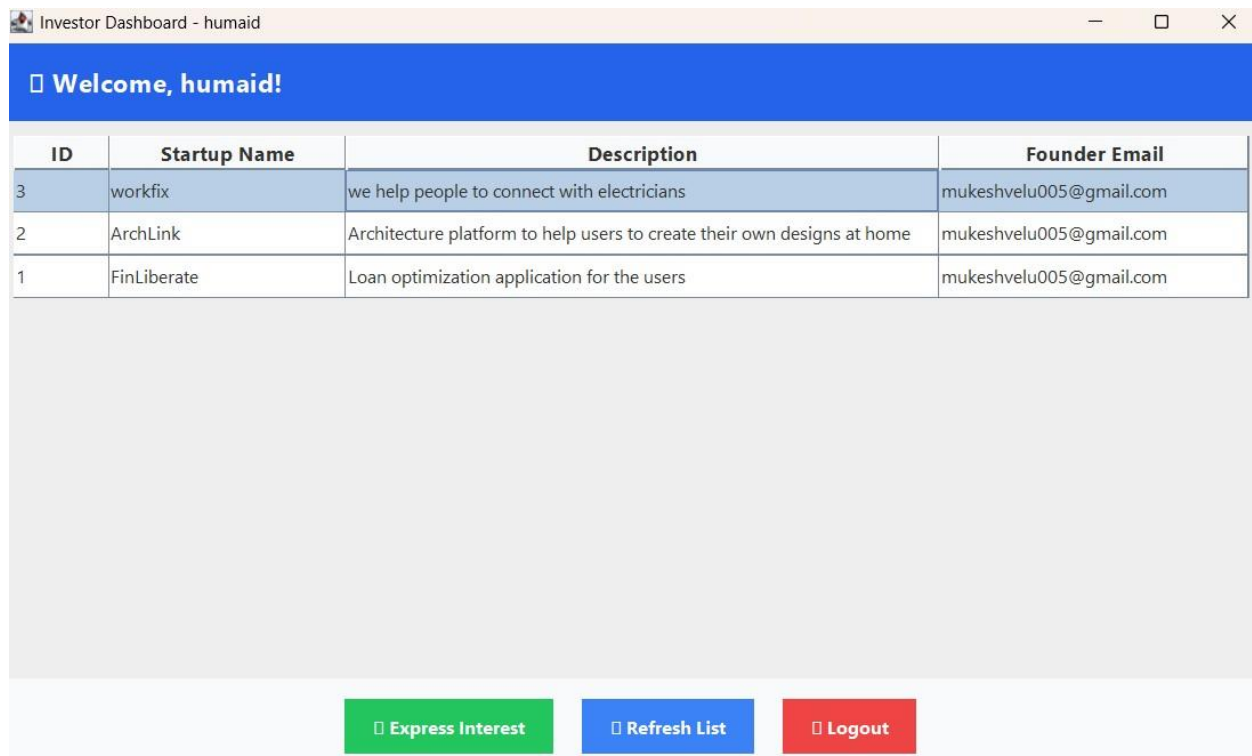 Investor Dashboard - humaid
▯ Welcome, humaid!
ID Startup Name Description Founder Email
3 workfix we help people to connect with electricians mukeshvelu005@gmail.com
2 ArchLink Architecture platform to help users to create their own designs at home mukeshvelu005@gmail.com
1 FinLiberate Loan optimization application for the users mukeshvelu005@gmail.com
▯ Express Interest ▯ Refresh List ▯ Logout